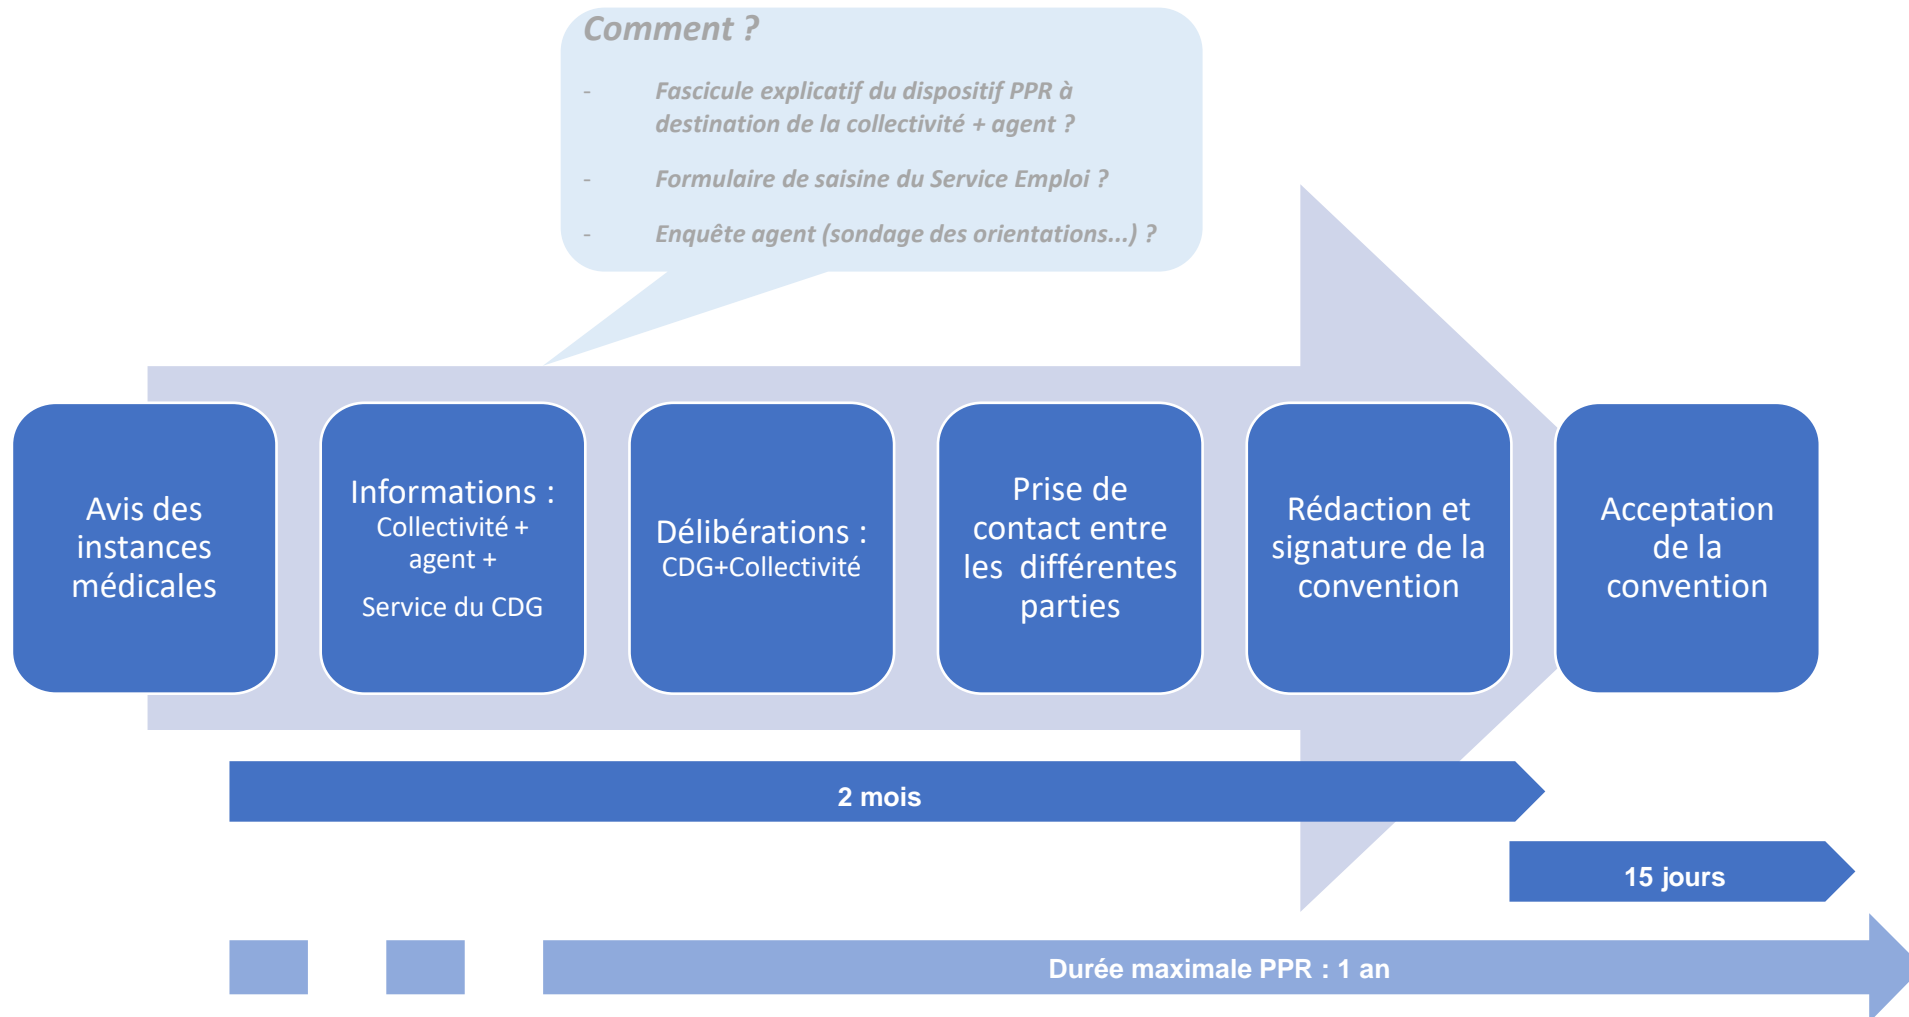 Comment ?
- Fascicule explicatif du dispositif PPR à
destination de la collectivité + agent ?
- Formulaire de saisine du Service Emploi ?
- Enquête agent (sondage des orientations...) ?
Avis des
instances
médicales
Informations :
Collectivité +
agent +
Service du CDG
Délibérations :
CDG+Collectivité
Prise de
contact entre
les différentes
parties
Rédaction et
signature de la
convention
Acceptation
de la
convention
2 mois
15 jours
Durée maximale PPR : 1 an